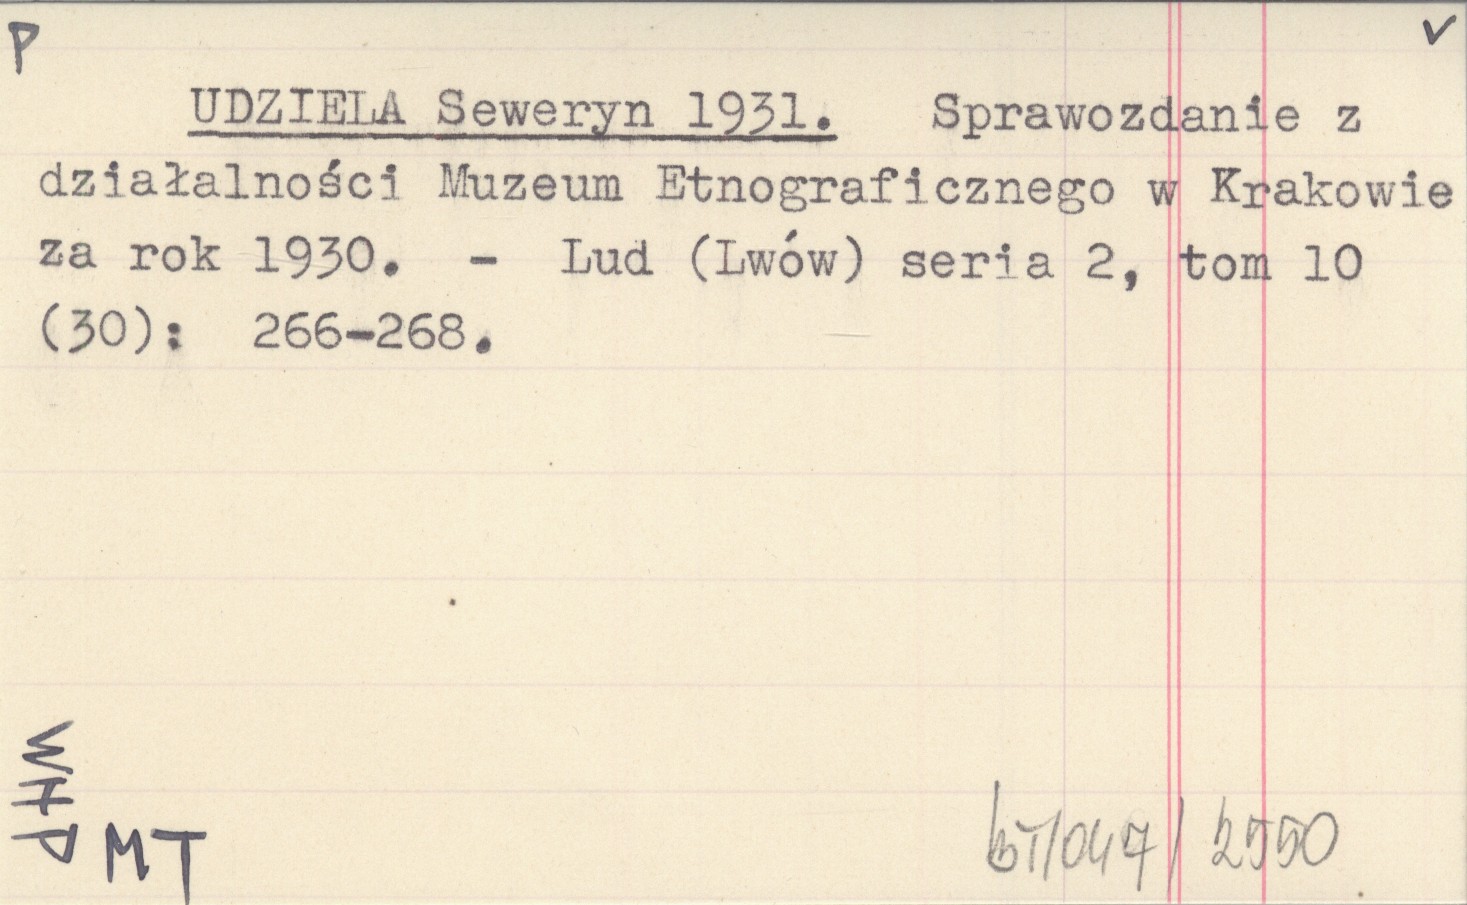 P
UDZIELA Seweryn 1931. Sprawozdanie z
działalności Muzeum Etnograficznego w Krakowie
za rok 1930. - Lud (Lwów) seria 2, tom 10
(30): 266-268.
MT
/047/ 2550